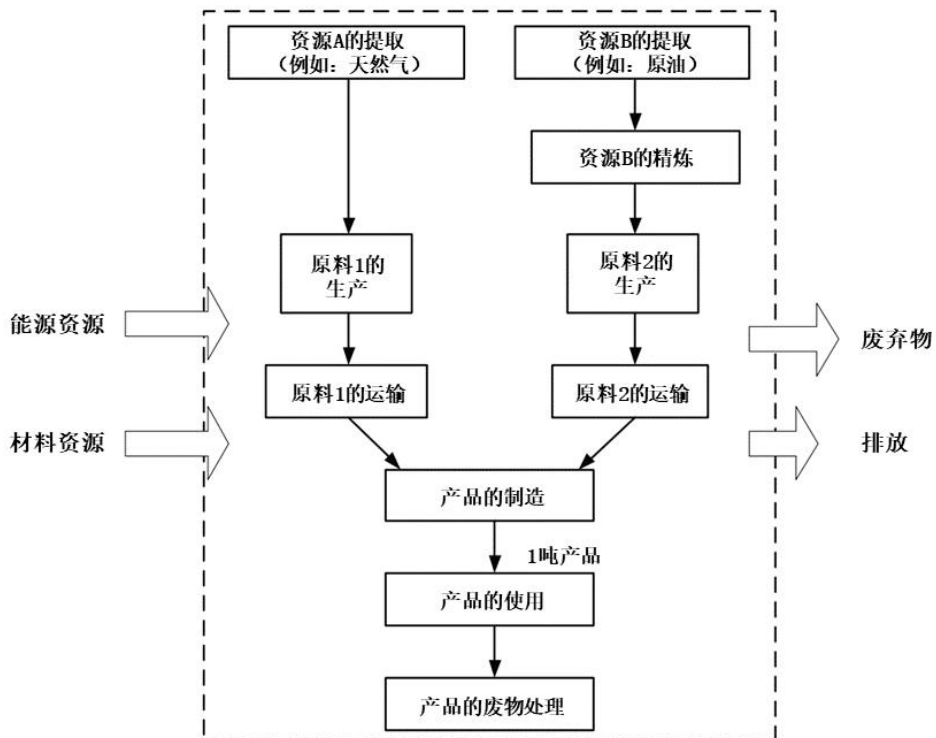 资源A的提取
（例如：天然气）
资源B的提取
（例如：原油）
资源B的精炼
原料1的
生产
原料2的
生产
能源资源
废弃物
原料1的运输
原料2的运输
材料资源
排放
产品的制造
1吨产品
产品的使用
产品的废物处理